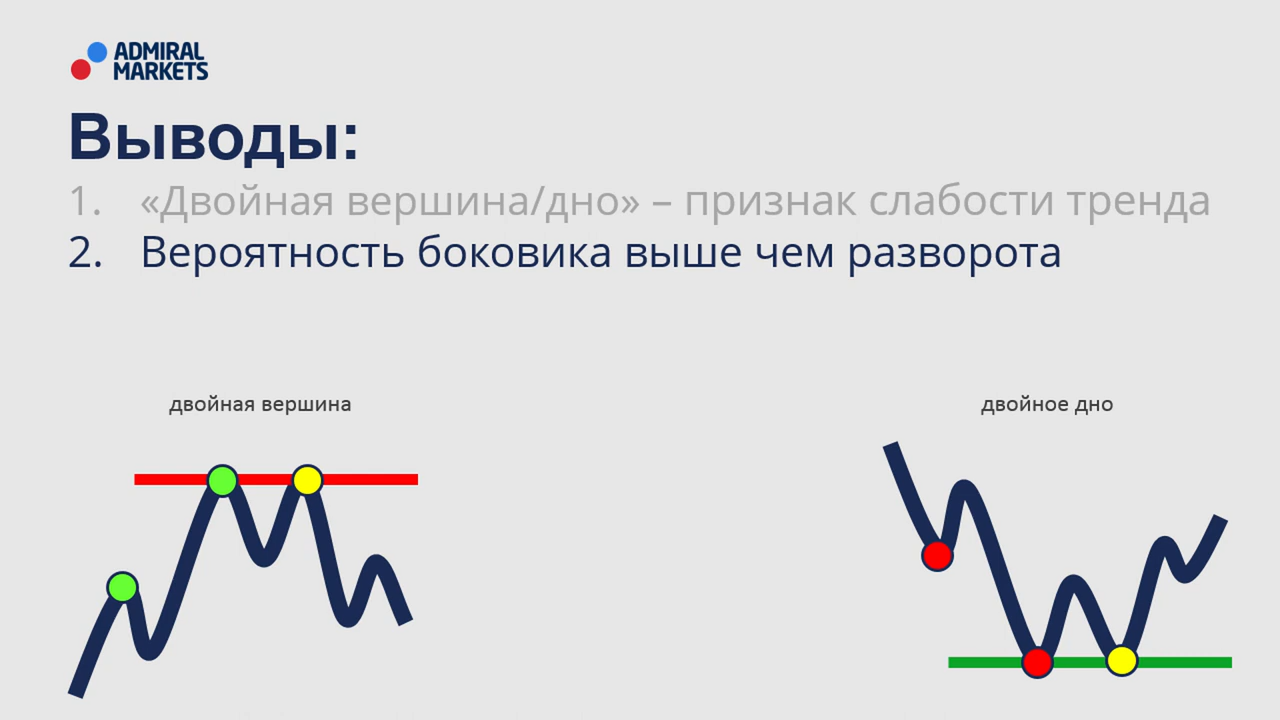 ADMIRAL
MARKETS
Выводы:
1. «Двойная вершина/дно» – признак слабости тренда
2. Вероятность боковика выше чем разворота
двойная вершина
двойное дно